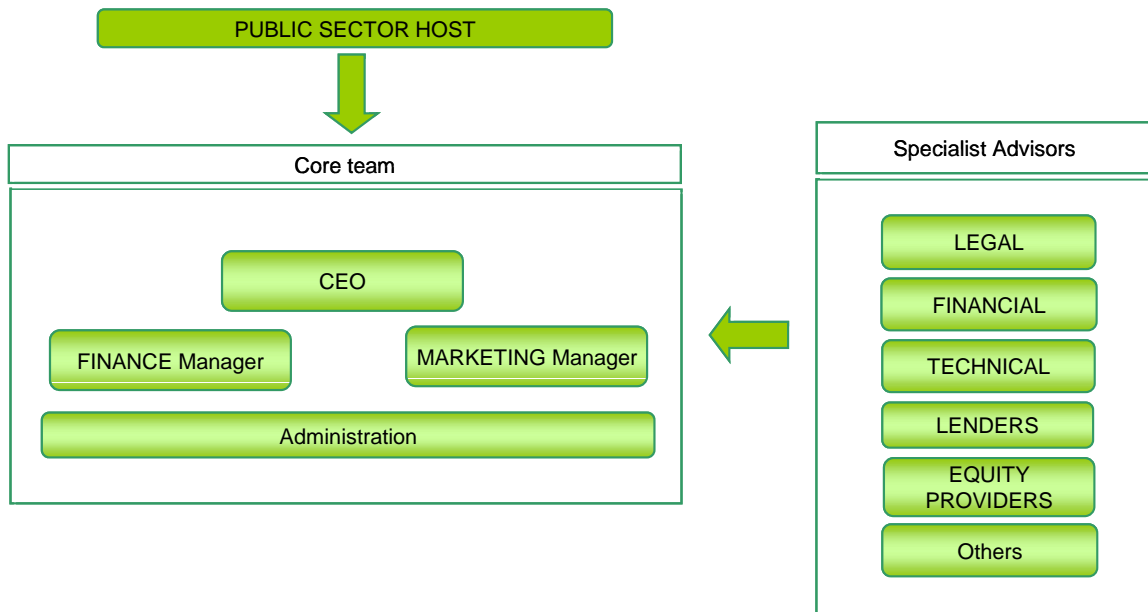 PUBLIC SECTOR HOST
Core team
CEO
FINANCE Manager
MARKETING Manager
Administration
Specialist Advisors
LEGAL
FINANCIAL
TECHNICAL
LENDERS
EQUITY
PROVIDERS
Others